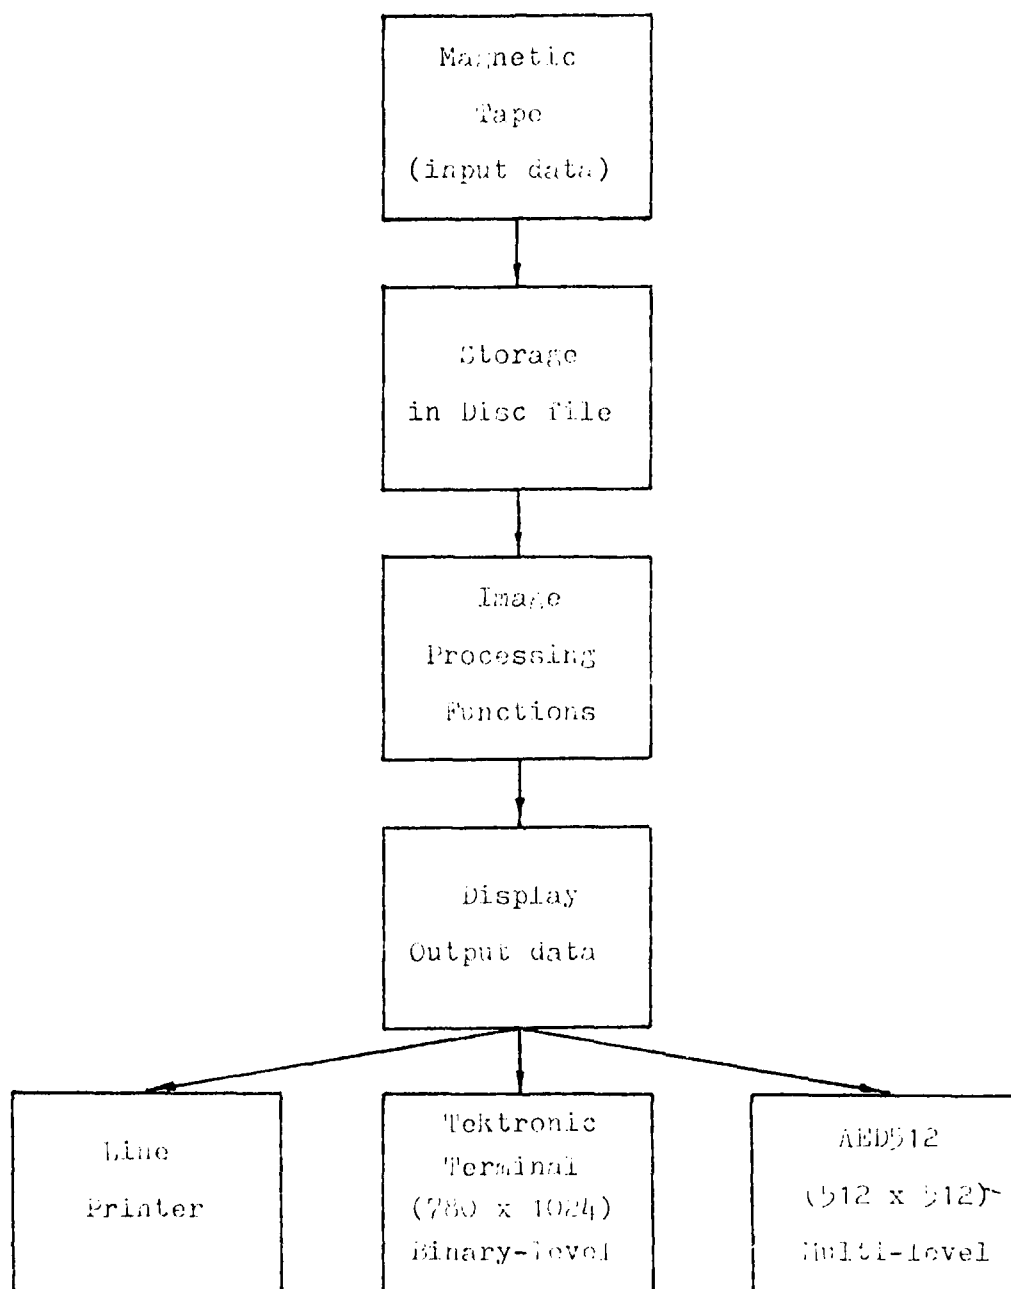 Magnetic
Tape
(input data)
Storage
in Disc file
Image
Processing
Functions
Display
Output data
Line
Printer
Tektronic
Terminal
(780 x 1024)
Binary-level
AED512
(512 x 512)
Multi-level